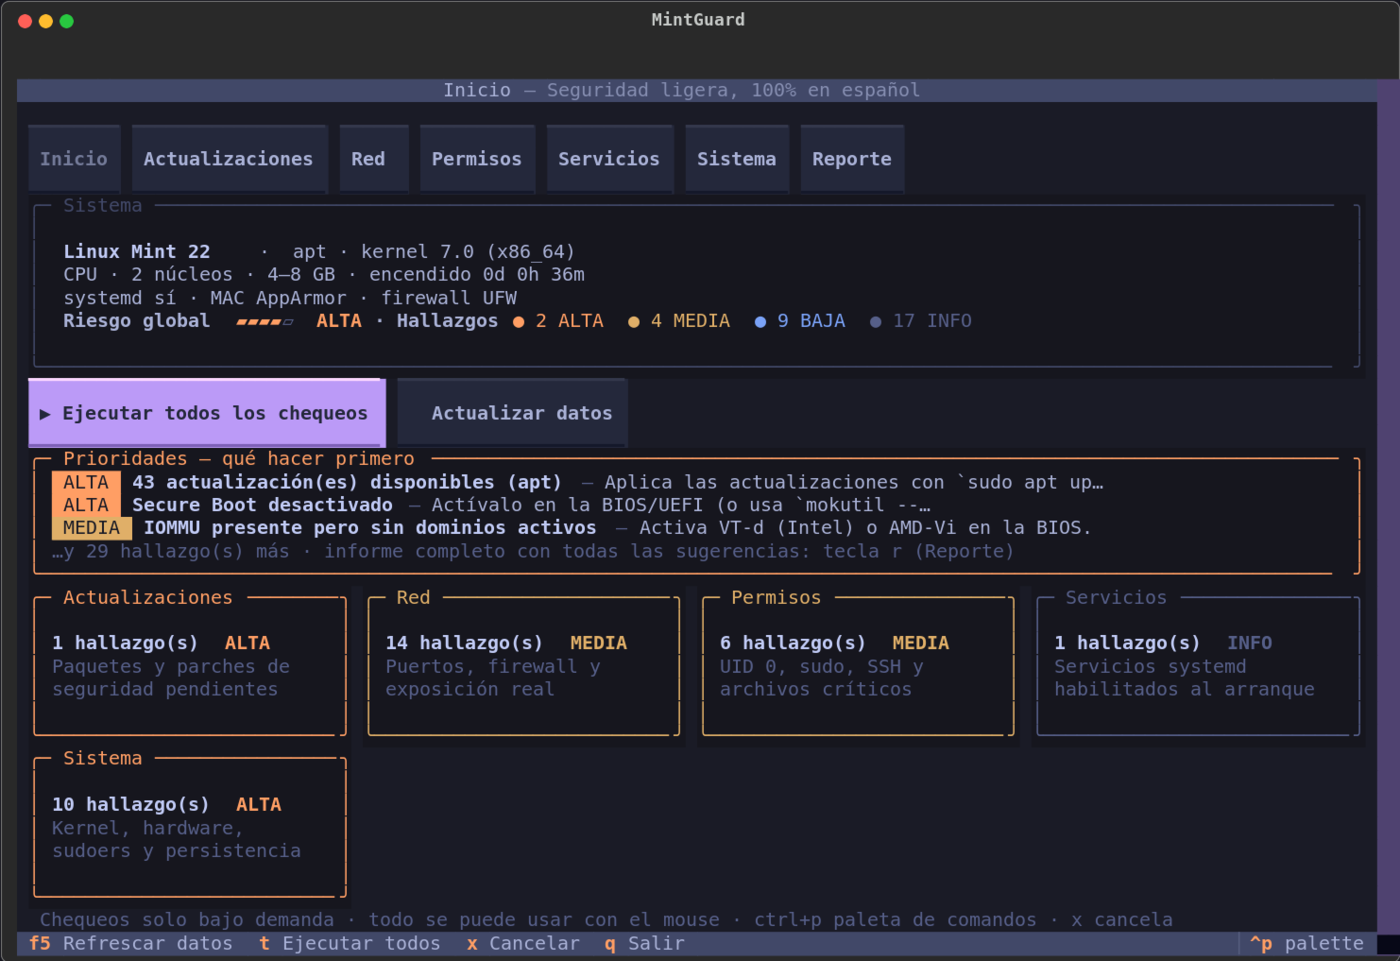 MintGuard
Inicio — Seguridad ligera, 100% en español
Inicio Actualizaciones Red Permisos Servicios Sistema Reporte
Sistema
Linux Mint 22 · apt · kernel 7.0 (x86_64)
CPU · 2 núcleos · 4–8 GB · encendido 0d 0h 36m
systemd sí · MAC AppArmor · firewall UFW
Riesgo global ▰▰▰▰▱ ALTA · Hallazgos ● 2 ALTA ● 4 MEDIA ● 9 BAJA ● 17 INFO
▶ Ejecutar todos los chequeos Actualizar datos
Prioridades — qué hacer primero
ALTA 43 actualización(es) disponibles (apt) — Aplica las actualizaciones con `sudo apt up…
ALTA Secure Boot desactivado — Actívalo en la BIOS/UEFI (o usa `mokutil --…
MEDIA IOMMU presente pero sin dominios activos — Activa VT-d (Intel) o AMD-Vi en la BIOS.
…y 29 hallazgo(s) más · informe completo con todas las sugerencias: tecla r (Reporte)
Actualizaciones
1 hallazgo(s) ALTA
Paquetes y parches de
seguridad pendientes
Red
14 hallazgo(s) MEDIA
Puertos, firewall y
exposición real
Permisos
6 hallazgo(s) MEDIA
UID 0, sudo, SSH y
archivos críticos
Servicios
1 hallazgo(s) INFO
Servicios systemd
habilitados al arranque
Sistema
10 hallazgo(s) ALTA
Kernel, hardware,
sudoers y persistencia
Chequeos solo bajo demanda · todo se puede usar con el mouse · ctrl+p paleta de comandos · x cancela
f5 Refrescar datos t Ejecutar todos x Cancelar q Salir ^p palette